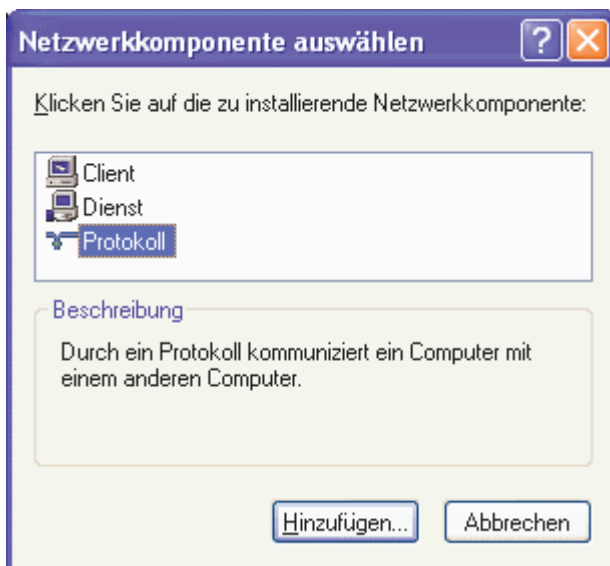 Netzwerkkomponente auswählen
Klicken Sie auf die zu installierende Netzwerkkomponente:
Client
Dienst
Protokoll
Beschreibung
Durch ein Protokoll kommuniziert ein Computer mit
einem anderen Computer.
Hinzufügen... Abbrechen